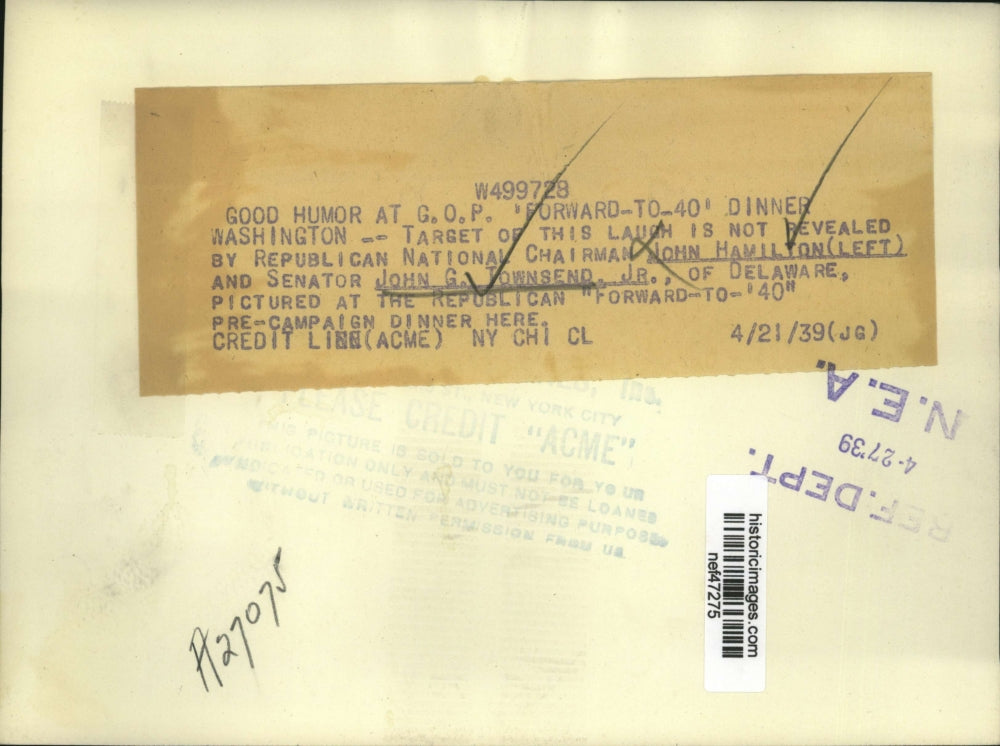 W499728
GOOD HUMOR AT G.O.P. 'FORWARD-TO-40' DINNER
WASHINGTON -- TARGET OF THIS LAUGH IS NOT REVEALED
BY REPUBLICAN NATIONAL CHAIRMAN JOHN HAMILTON(LEFT)
AND SENATOR JOHN G. TOWNSEND, JR., OF DELAWARE,
PICTURED AT THE REPUBLICAN "FORWARD-TO-'40"
PRE-CAMPAIGN DINNER HERE.
CREDIT LINE(ACME) NY CHI CL 4/21/39(JG)
Inc.
NEW YORK CITY
PLEASE CREDIT "ACME"
THIS PICTURE IS SOLD TO YOU FOR YOUR
PUBLICATION ONLY AND MUST NOT BE LOANED
SYNDICATED OR USED FOR ADVERTISING PURPOSES
WITHOUT WRITTEN PERMISSION FROM US
N.E.A.
4-27'39
REF. DEPT.
historicimages.com
nef47275
A27075